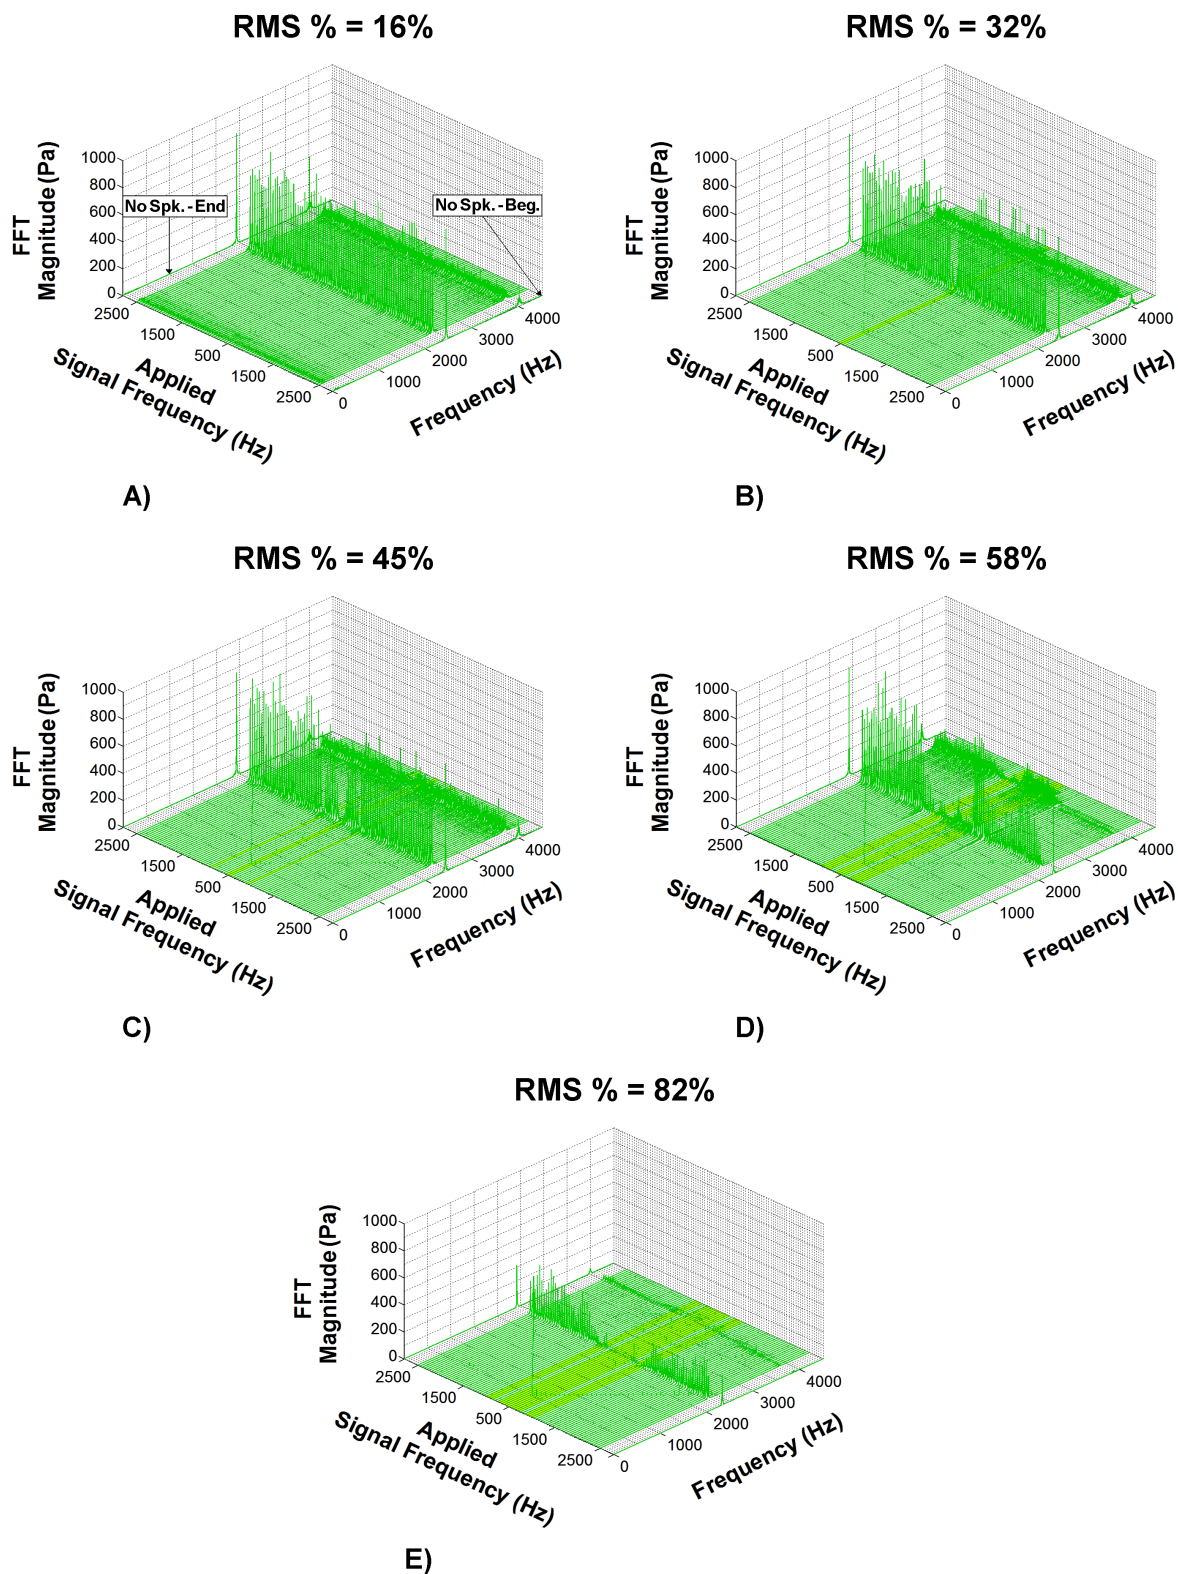 RMS % = 16%
RMS % = 32%
FFT
Magnitude (Pa)
1000
800
600
400
200
0
No Spk. - End
No Spk. - Beg.
2500
1500
500
1500
2500
0
1000
2000
3000
4000
Applied
Signal Frequency (Hz)
Frequency (Hz)
A)
FFT
Magnitude (Pa)
1000
800
600
400
200
0
2500
1500
500
1500
2500
0
1000
2000
3000
4000
Applied
Signal Frequency (Hz)
Frequency (Hz)
B)
RMS % = 45%
RMS % = 58%
FFT
Magnitude (Pa)
1000
800
600
400
200
0
2500
1500
500
1500
2500
0
1000
2000
3000
4000
Applied
Signal Frequency (Hz)
Frequency (Hz)
C)
FFT
Magnitude (Pa)
1000
800
600
400
200
0
2500
1500
500
1500
2500
0
1000
2000
3000
4000
Applied
Signal Frequency (Hz)
Frequency (Hz)
D)
RMS % = 82%
FFT
Magnitude (Pa)
1000
800
600
400
200
0
2500
1500
500
1500
2500
0
1000
2000
3000
4000
Applied
Signal Frequency (Hz)
Frequency (Hz)
E)